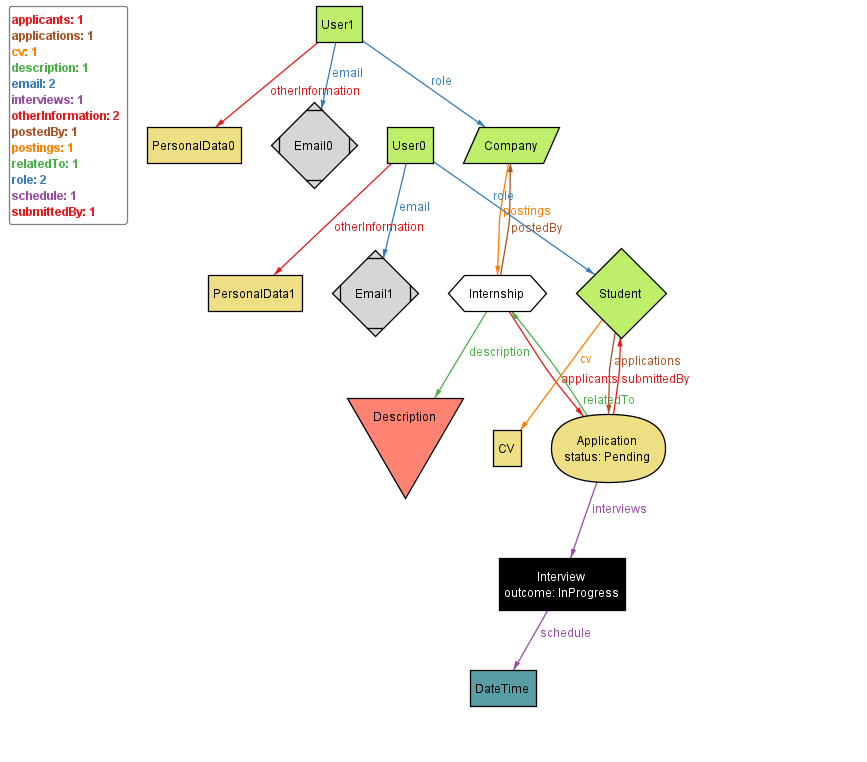 applicants: 1
applications: 1
cv: 1
description: 1
email: 2
interviews: 1
otherInformation: 2
postedBy: 1
postings: 1
relatedTo: 1
role: 2
schedule: 1
submittedBy: 1
User1
email
role
otherInformation
PersonalData0
Email0
User0
Company
role
email
postings
otherInformation
postedBy
PersonalData1
Email1
Internship
Student
description
cv
applications
applicants
submittedBy
relatedTo
Description
CV
Application
status: Pending
interviews
Interview
outcome: InProgress
schedule
DateTime